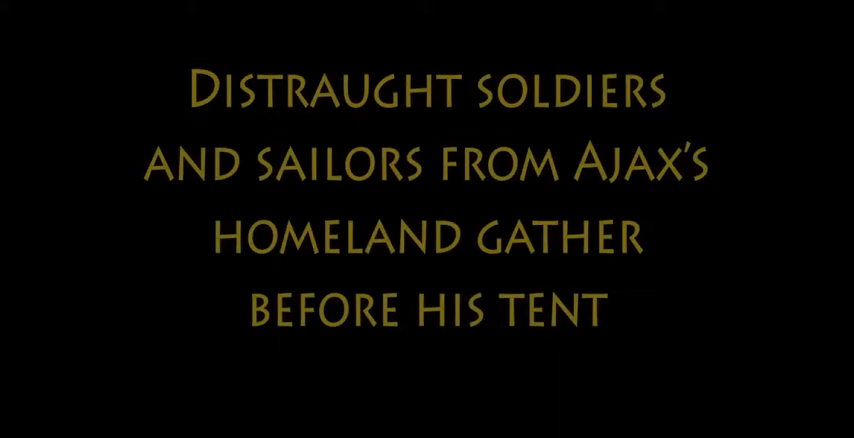 Distraught soldiers
and sailors from Ajax's
homeland gather
before his tent